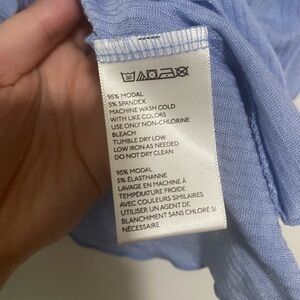 95% MODAL
5% SPANDEX
MACHINE WASH COLD
WITH LIKE COLORS
USE ONLY NON-CHLORINE
BLEACH
TUMBLE DRY LOW
LOW IRON AS NEEDED
DO NOT DRY CLEAN
95% MODAL
5% ÉLASTHANNE
LAVAGE EN MACHINE À
TEMPÉRATURE FROIDE
AVEC COULEURS SIMILAIRES
UTILISER UN AGENT DE
BLANCHIMENT SANS CHLORE SI
NÉCESSAIRE